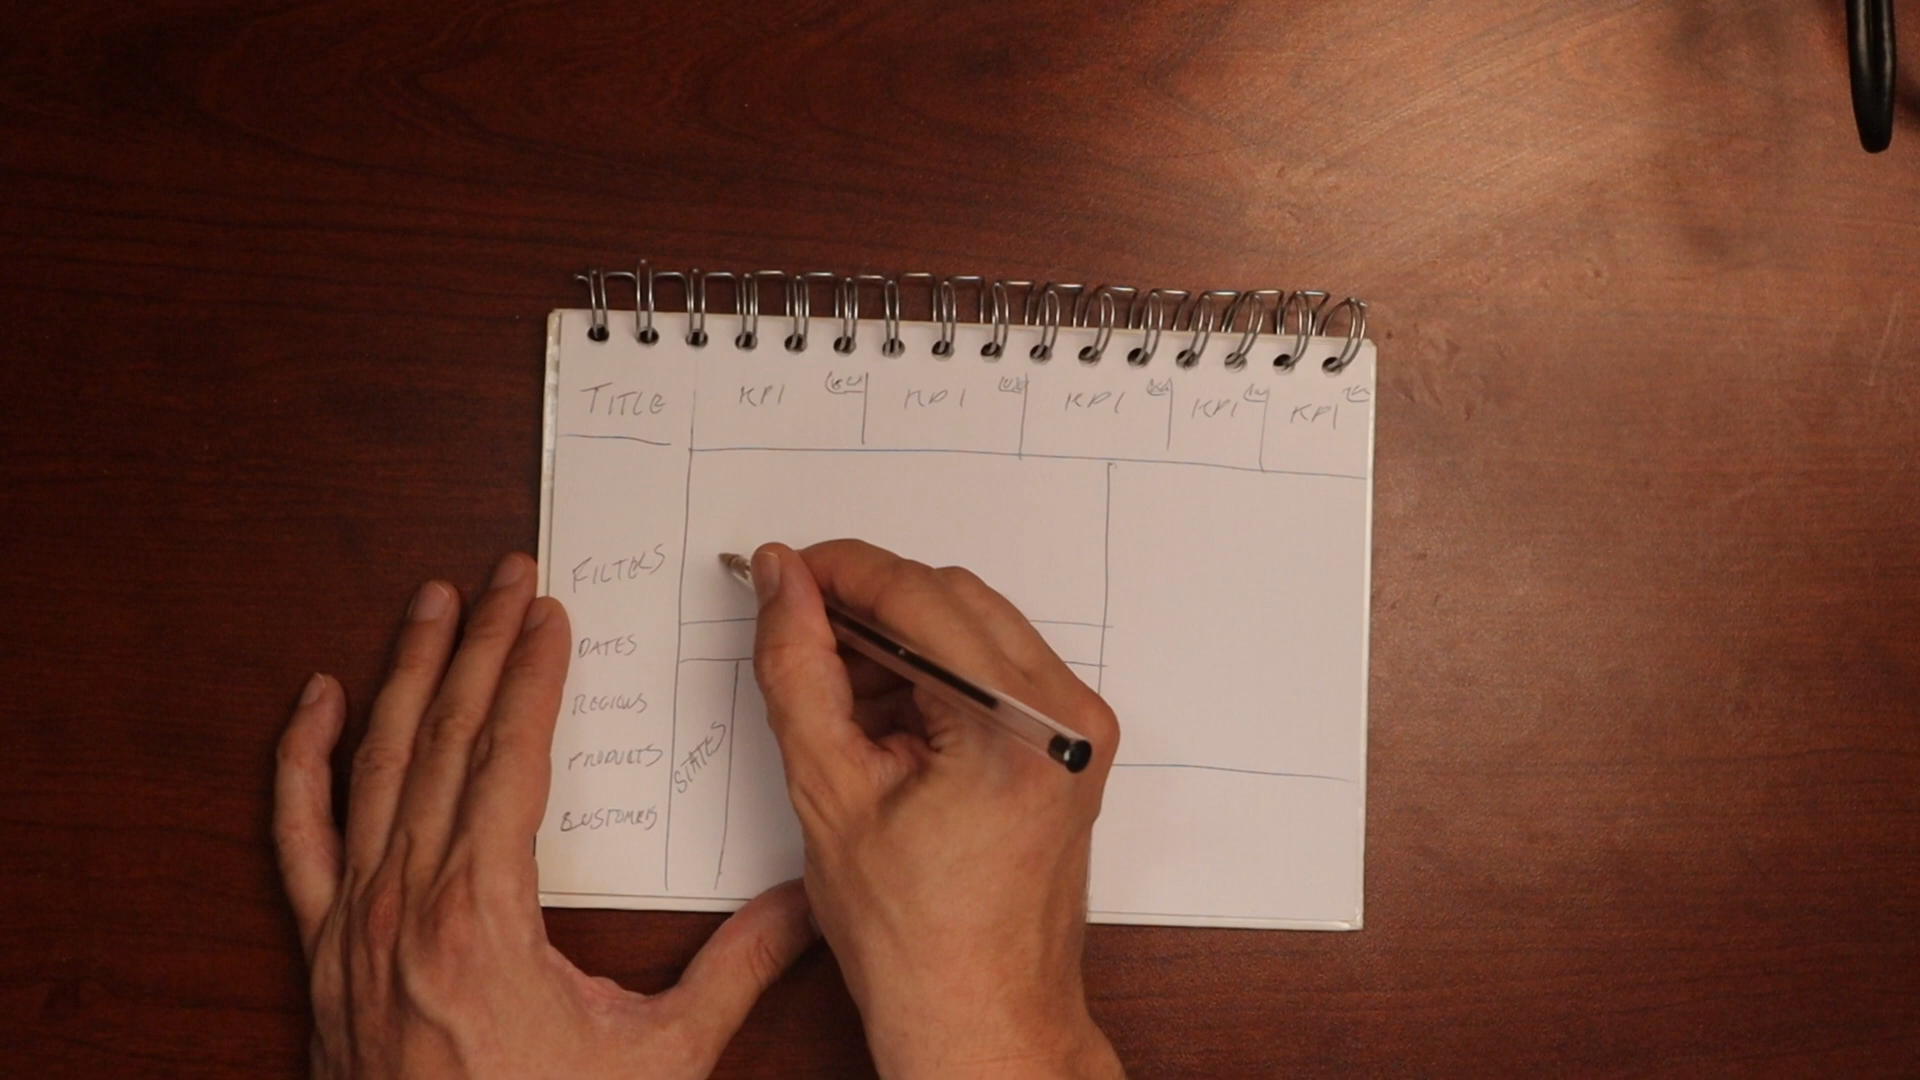 TITLE
KPI
KPI
KPI
KPI
KPI
FILTERS
DATES
REGIONS
PRODUCTS
CUSTOMERS
STATES